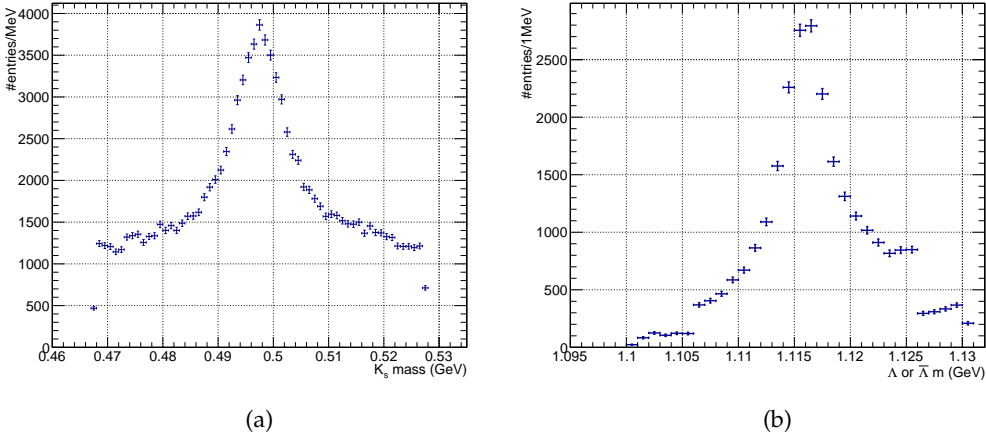 #entries/MeV
4000
3500
3000
2500
2000
1500
1000
500
0
0.46 0.47 0.48 0.49 0.5 0.51 0.52 0.53
K_s mass (GeV)
(a)
#entries/1MeV
2500
2000
1500
1000
500
0
1.095 1.1 1.105 1.11 1.115 1.12 1.125 1.13
Λ or Λ̅ m (GeV)
(b)